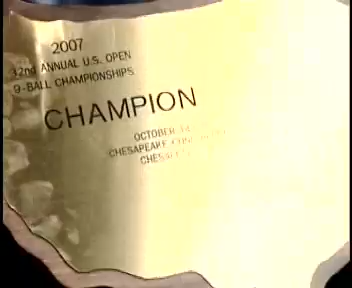 2007
32nd ANNUAL U.S. OPEN
9-BALL CHAMPIONSHIPS
CHAMPION
OCTOBER
CHESAPEAKE